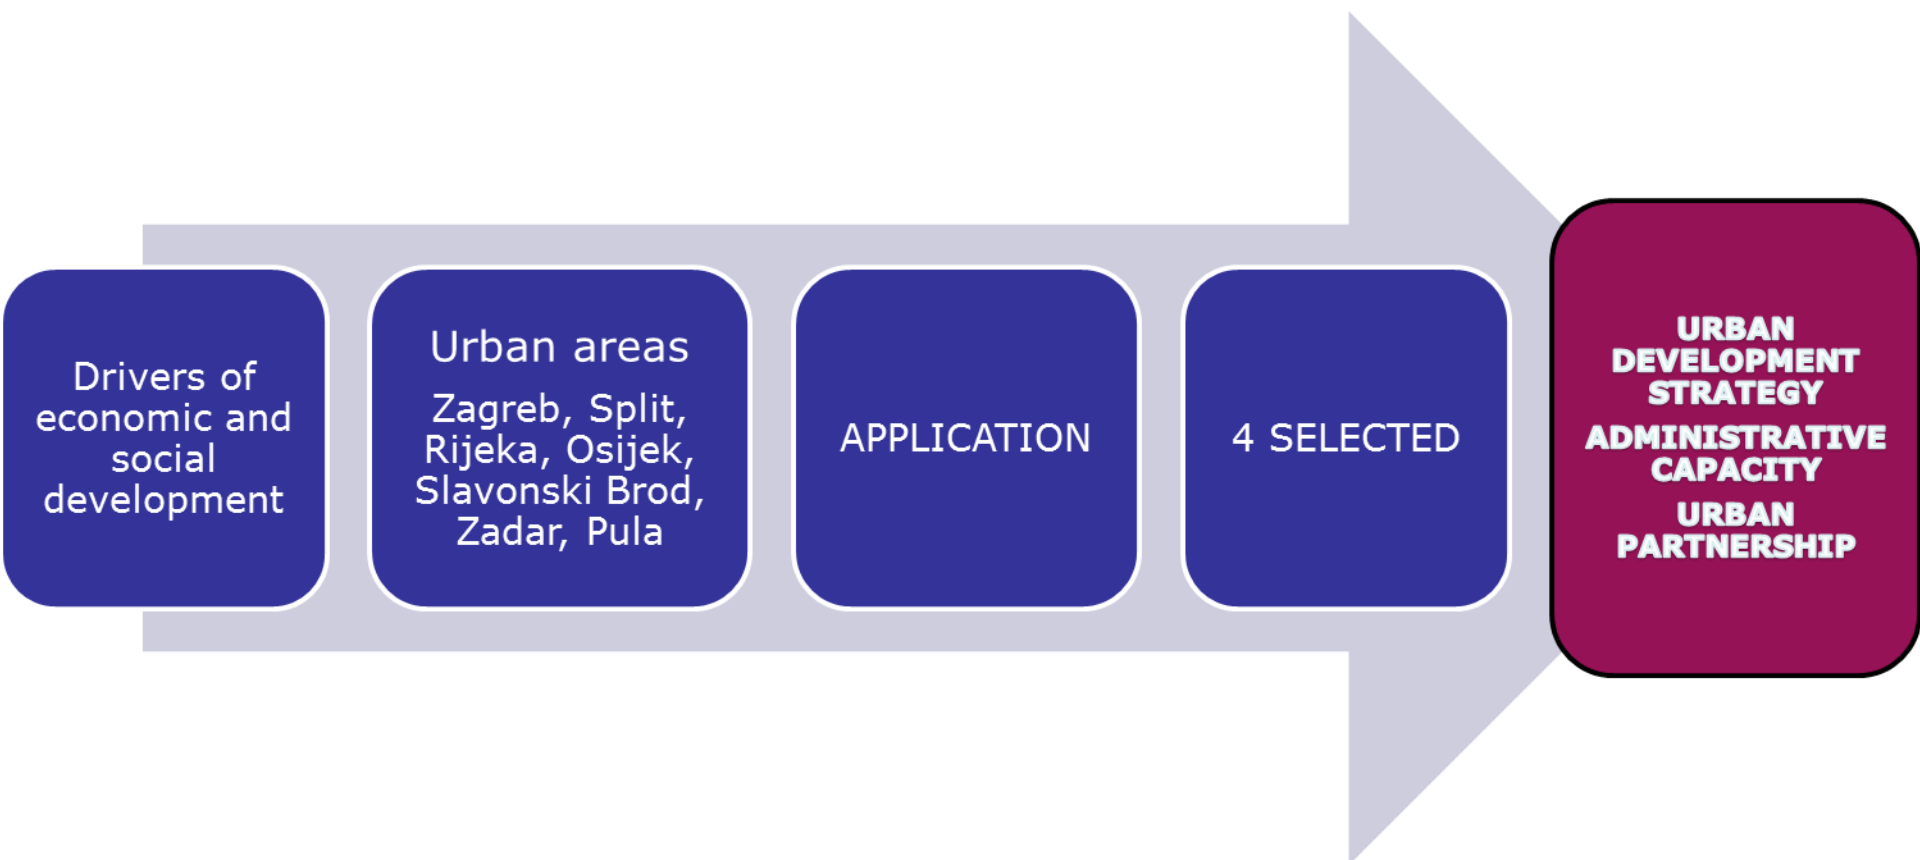 Drivers of
economic and
social
development
Urban areas
Zagreb, Split,
Rijeka, Osijek,
Slavonski Brod,
Zadar, Pula
APPLICATION
4 SELECTED
URBAN
DEVELOPMENT
STRATEGY
ADMINISTRATIVE
CAPACITY
URBAN
PARTNERSHIP